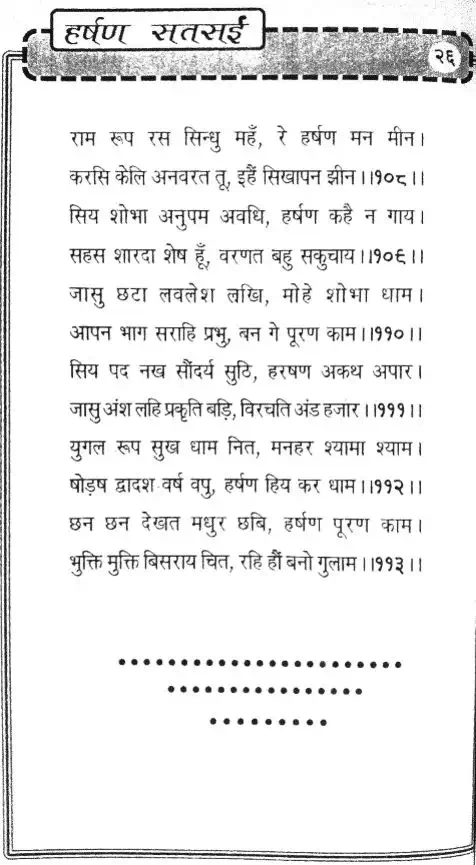 हर्षण सतसई
२६
राम रूप रस सिन्धु महँ, रे हर्षण मन मीन।
करसि केलि अनवरत तू, इहैं सिखापन झीन।।१०८।।
सिय शोभा अनुपम अवधि, हर्षण कहै न गाय।
सहस शारदा शेष हूँ, वरणत बहु सकुचाय।।१०९।।
जासु छटा लवलेश लखि, मोहे शोभा धाम।
आपन भाग सराहि प्रभु, बन गे पूरण काम।।११०।।
सिय पद नख सौंदर्य सुठि, हरषण अकथ अपार।
जासु अंश लहि प्रकृति बड़ि, विरचति अंड हजार।।१११।।
युगल रूप सुख धाम नित, मनहर श्यामा श्याम।
षोड़ष द्वादश वर्ष वपु, हर्षण हिय कर धाम।।११२।।
छन छन देखत मधुर छबि, हर्षण पूरण काम।
भुक्ति मुक्ति बिसराय चित, रहि हौं बनो गुलाम।।११३।।